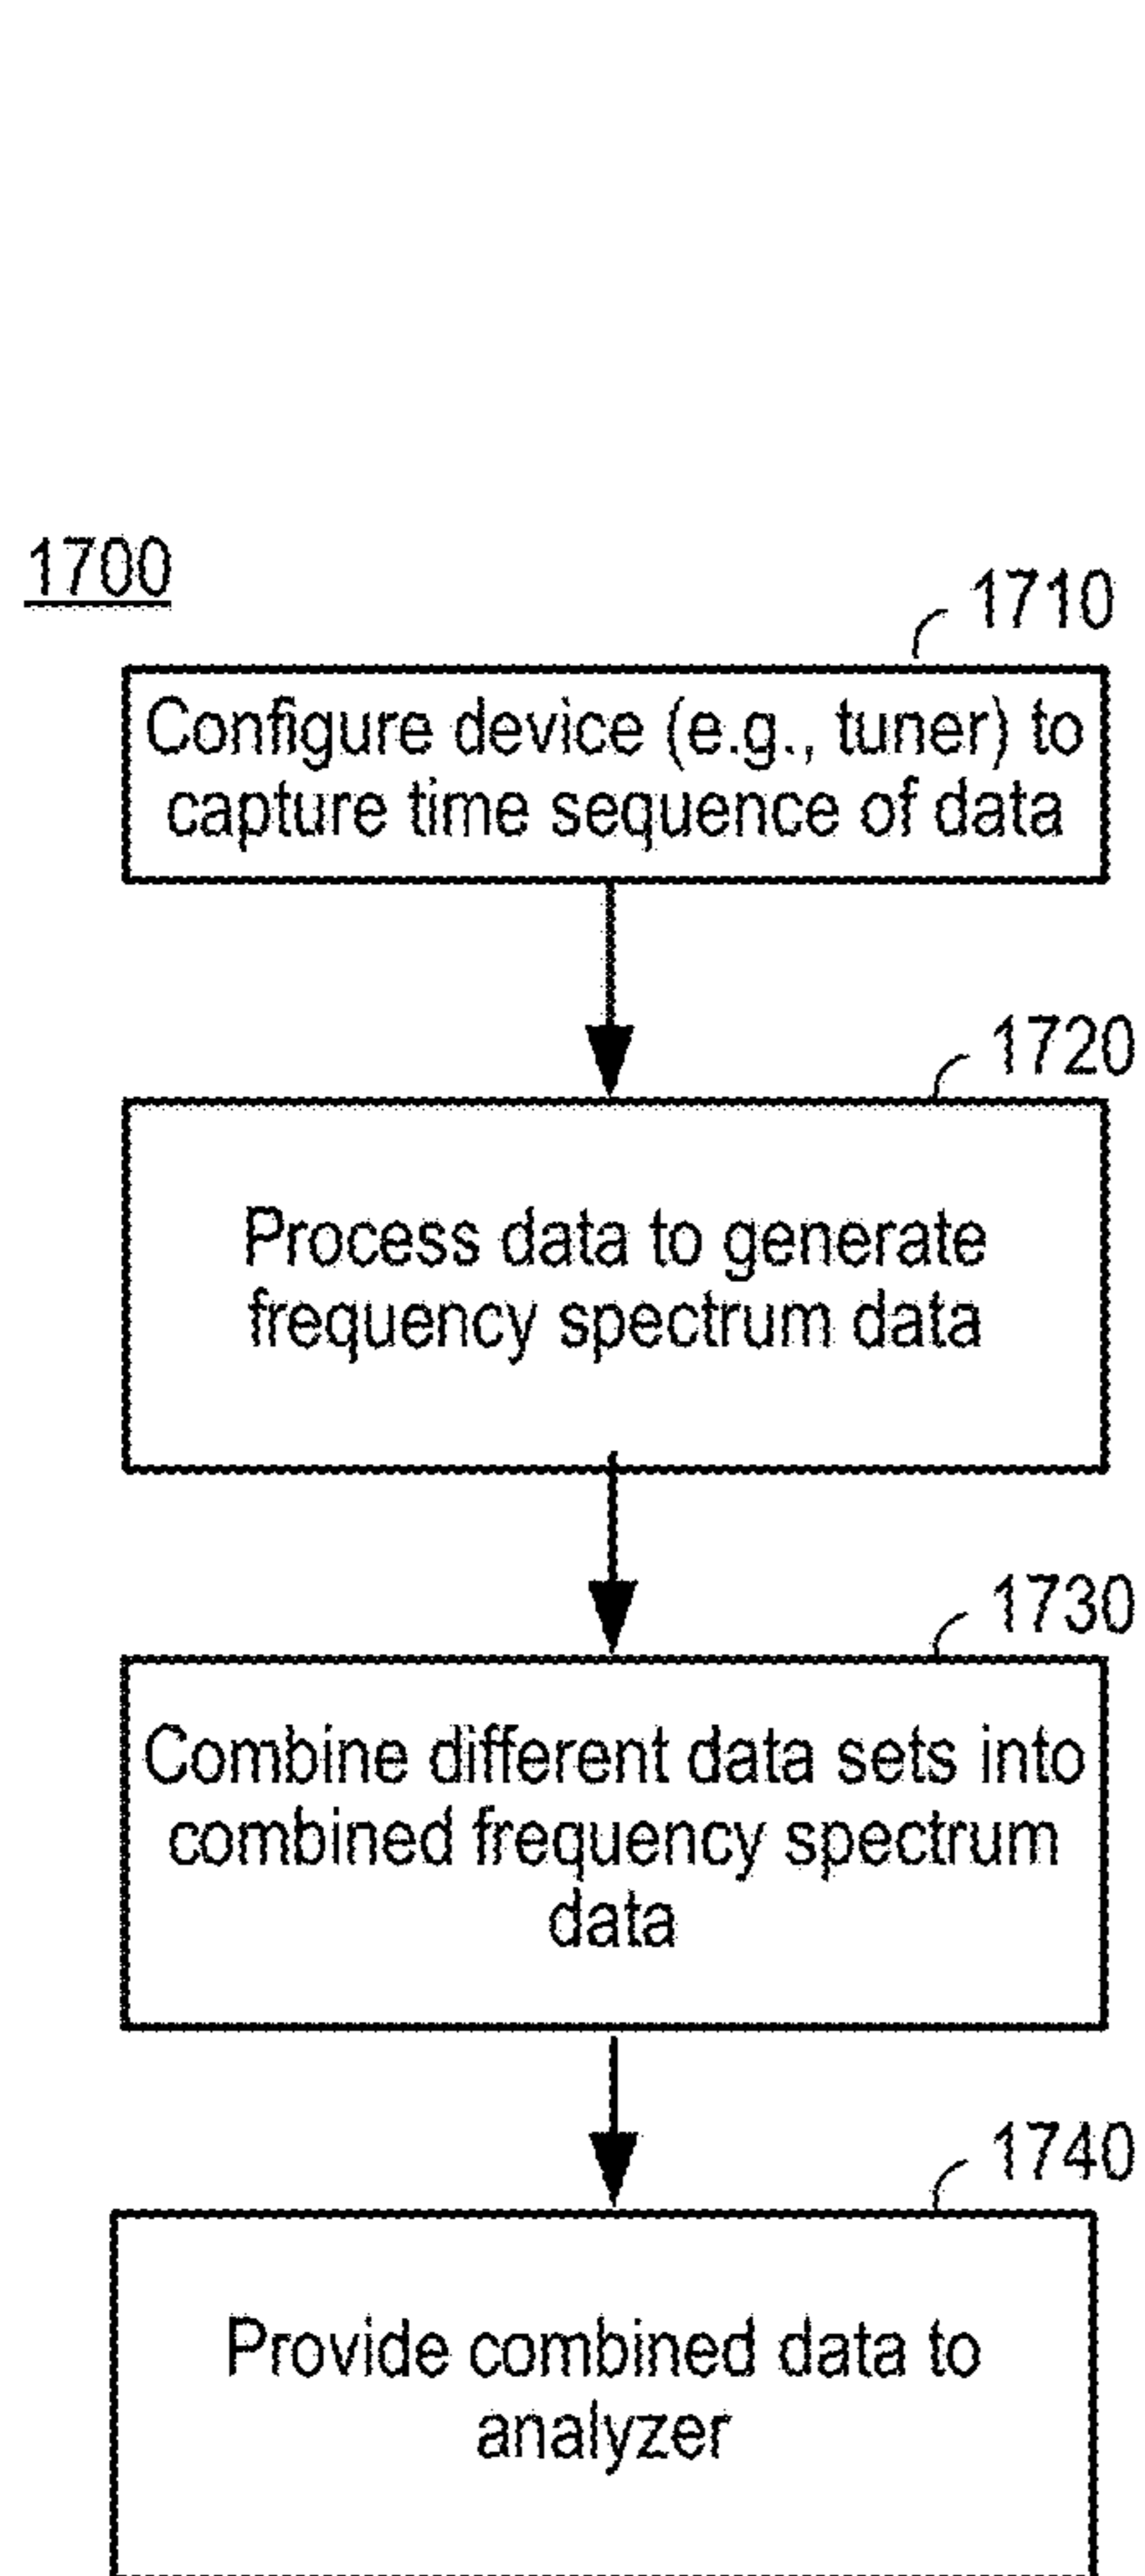 1700
1710
Configure device (e.g., tuner) to
capture time sequence of data
1720
Process data to generate
frequency spectrum data
1730
Combine different data sets into
combined frequency spectrum
data
1740
Provide combined data to
analyzer